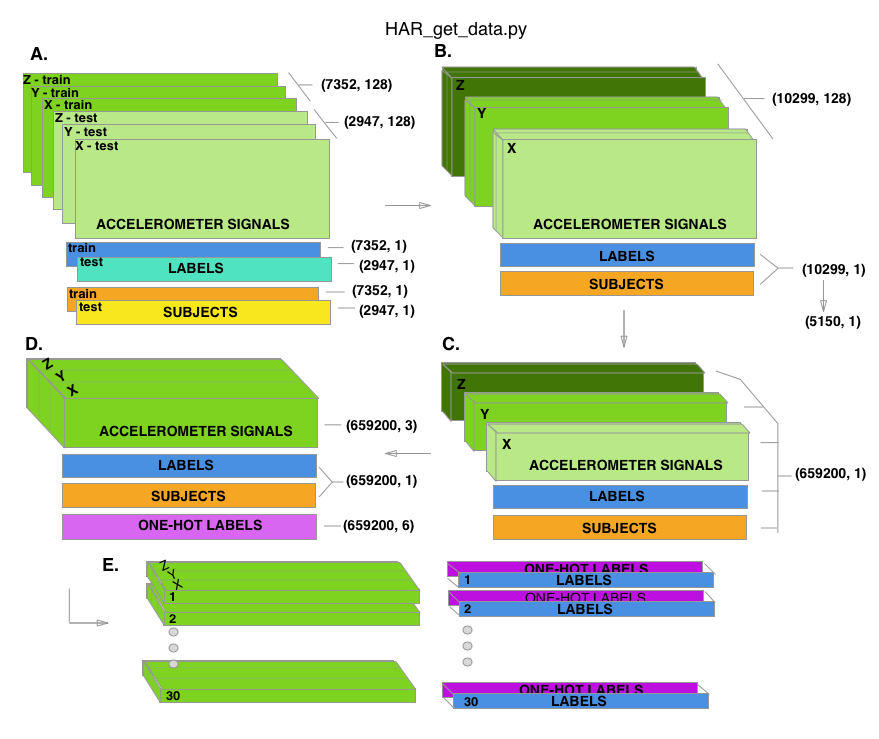 HAR_get_data.py
A.
Z - train
Y - train
X - train
Z - test
Y - test
X - test
ACCELEROMETER SIGNALS
(7352, 128)
(2947, 128)
train
test
LABELS
(7352, 1)
(2947, 1)
train
test
SUBJECTS
(7352, 1)
(2947, 1)
B.
Z
Y
X
ACCELEROMETER SIGNALS
(10299, 128)
LABELS
SUBJECTS
(10299, 1)
(5150, 1)
C.
Z
Y
X
ACCELEROMETER SIGNALS
LABELS
SUBJECTS
(659200, 1)
D.
Z
Y
X
ACCELEROMETER SIGNALS
(659200, 3)
LABELS
SUBJECTS
(659200, 1)
ONE-HOT LABELS
(659200, 6)
E.
Z
Y
X
1
2
30
ONE-HOT LABELS
1 LABELS
ONE-HOT LABELS
2 LABELS
ONE-HOT LABELS
30 LABELS